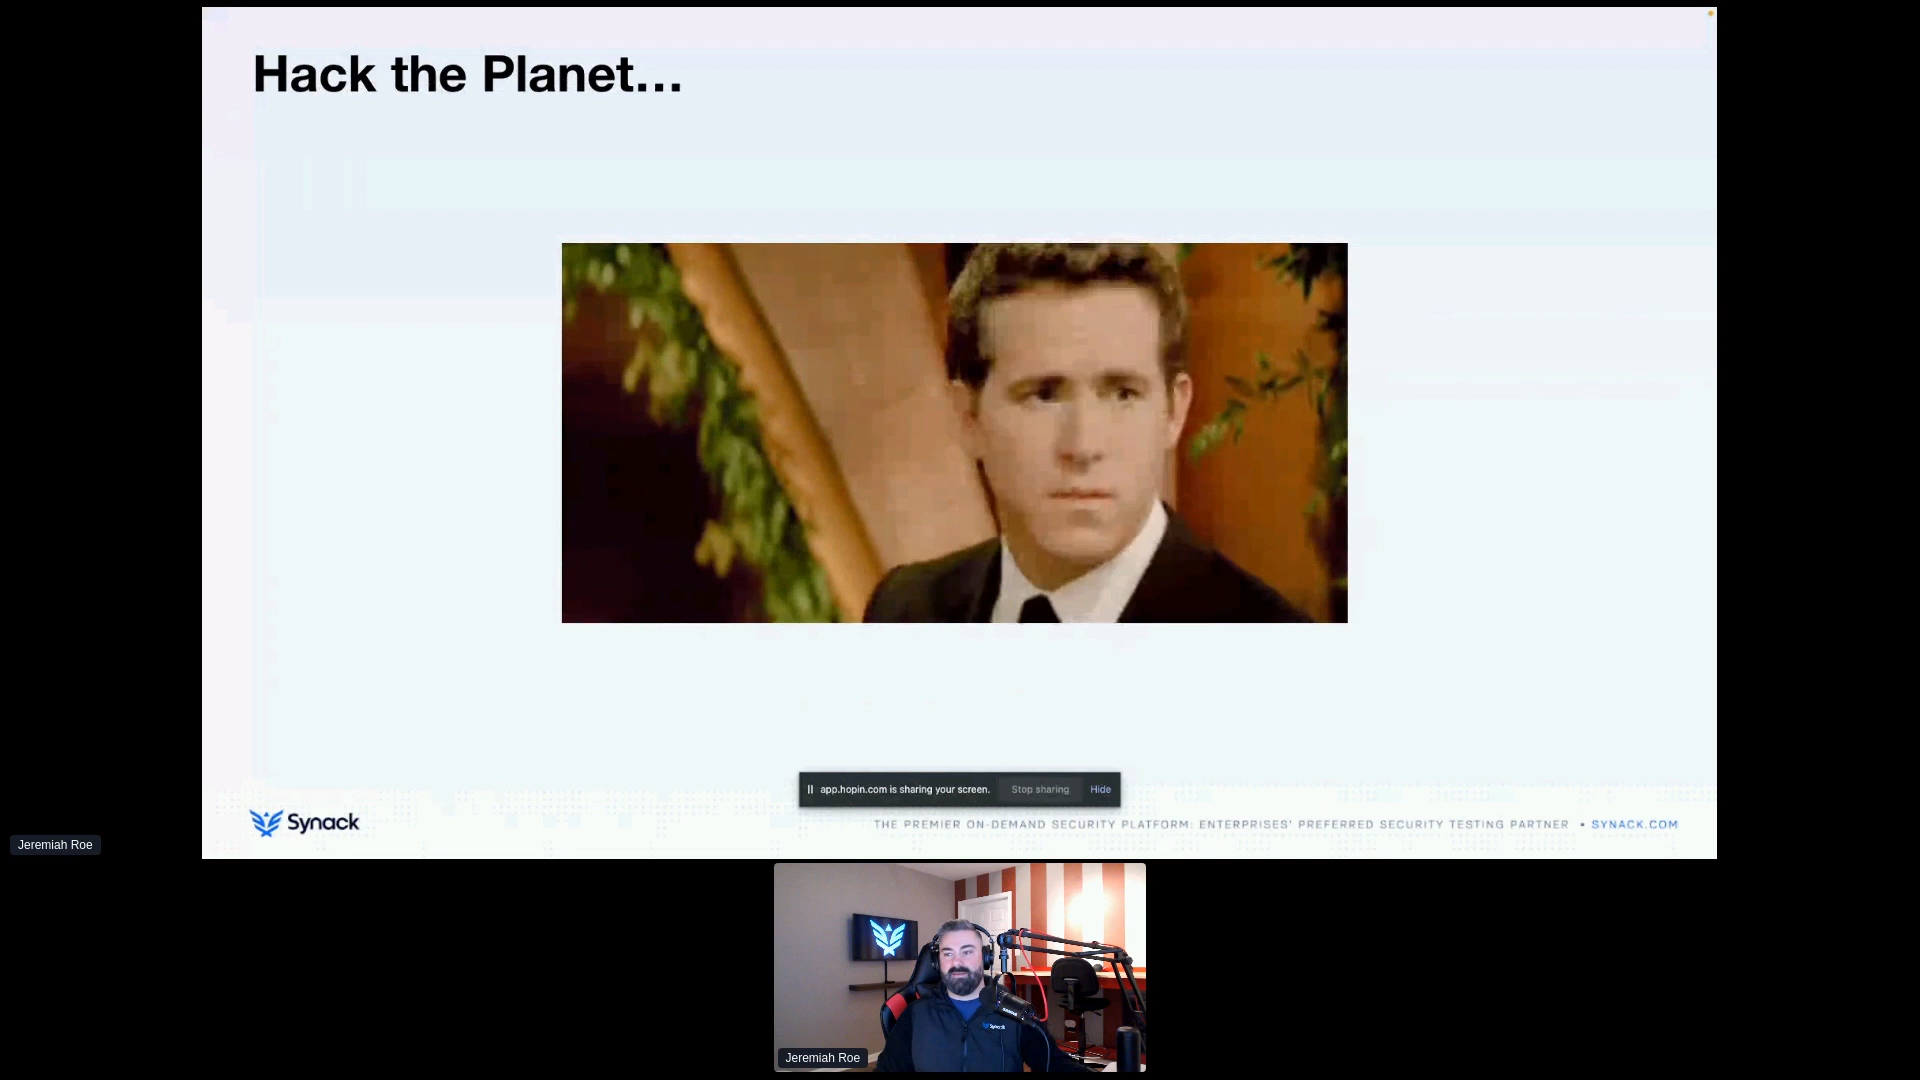 Hack the Planet...
app.hopin.com is sharing your screen. Stop sharing Hide
Synack
THE PREMIER ON-DEMAND SECURITY PLATFORM: ENTERPRISES' PREFERRED SECURITY TESTING PARTNER • SYNACK.COM
Jeremiah Roe
Synack
Jeremiah Roe